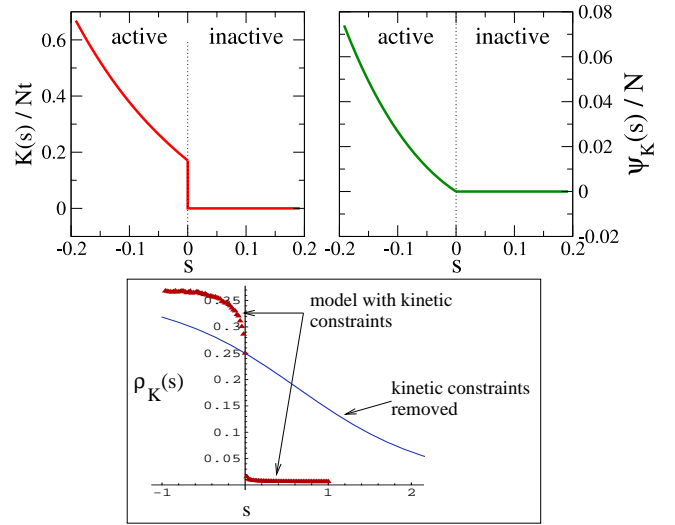 active inactive
0.6
0.4
0.2
0
K(s) / Nt
-0.2 -0.1 0 0.1 0.2
s
active inactive
0.08
0.06
0.04
0.02
0
-0.02
ψ_K(s) / N
-0.2 -0.1 0 0.1 0.2
s
0.35
0.3
0.25
0.2
0.15
0.1
0.05
ρ_K(s)
model with kinetic
constraints
kinetic constraints
removed
-1 1 2
s